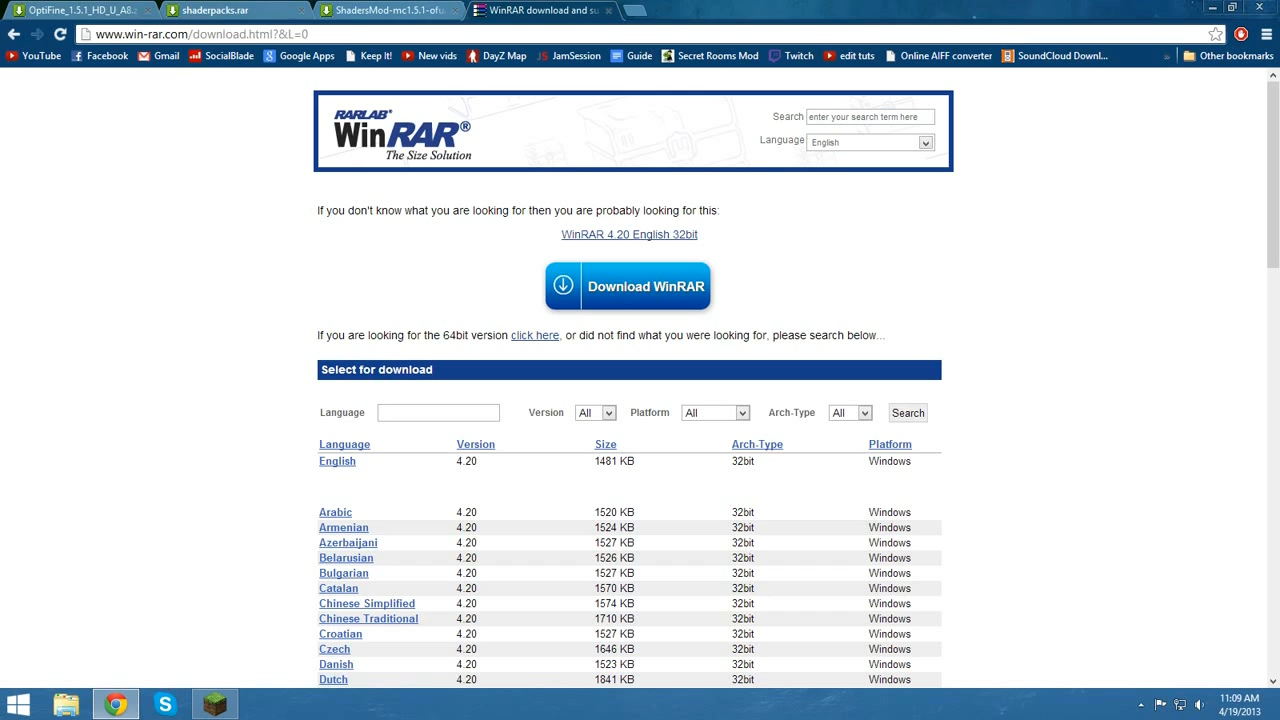 OptiFine_1.5.1_HD_U_A8.
shaderpacks.rar
ShadersMod-mc1.5.1-ofu
WinRAR download and su
www.win-rar.com/download.html?&L=0
YouTube
Facebook
Gmail
SocialBlade
Google Apps
Keep It!
New vids
DayZ Map
JamSession
Guide
Secret Rooms Mod
Twitch
edit tuts
Online AIFF converter
SoundCloud Downl...
»
Other bookmarks
RARLAB®
WinRAR®
The Size Solution
Search enter your search term here
Language English
If you don't know what you are looking for then you are probably looking for this:
WinRAR 4.20 English 32bit
Download WinRAR
If you are looking for the 64bit version click here, or did not find what you were looking for, please search below...
Select for download
Language Version All Platform All Arch-Type All Search
Language Version Size Arch-Type Platform
English 4.20 1481 KB 32bit Windows
Arabic 4.20 1520 KB 32bit Windows
Armenian 4.20 1524 KB 32bit Windows
Azerbaijani 4.20 1527 KB 32bit Windows
Belarusian 4.20 1526 KB 32bit Windows
Bulgarian 4.20 1527 KB 32bit Windows
Catalan 4.20 1570 KB 32bit Windows
Chinese Simplified 4.20 1574 KB 32bit Windows
Chinese Traditional 4.20 1710 KB 32bit Windows
Croatian 4.20 1527 KB 32bit Windows
Czech 4.20 1646 KB 32bit Windows
Danish 4.20 1523 KB 32bit Windows
Dutch 4.20 1841 KB 32bit Windows
11:09 AM
4/19/2013